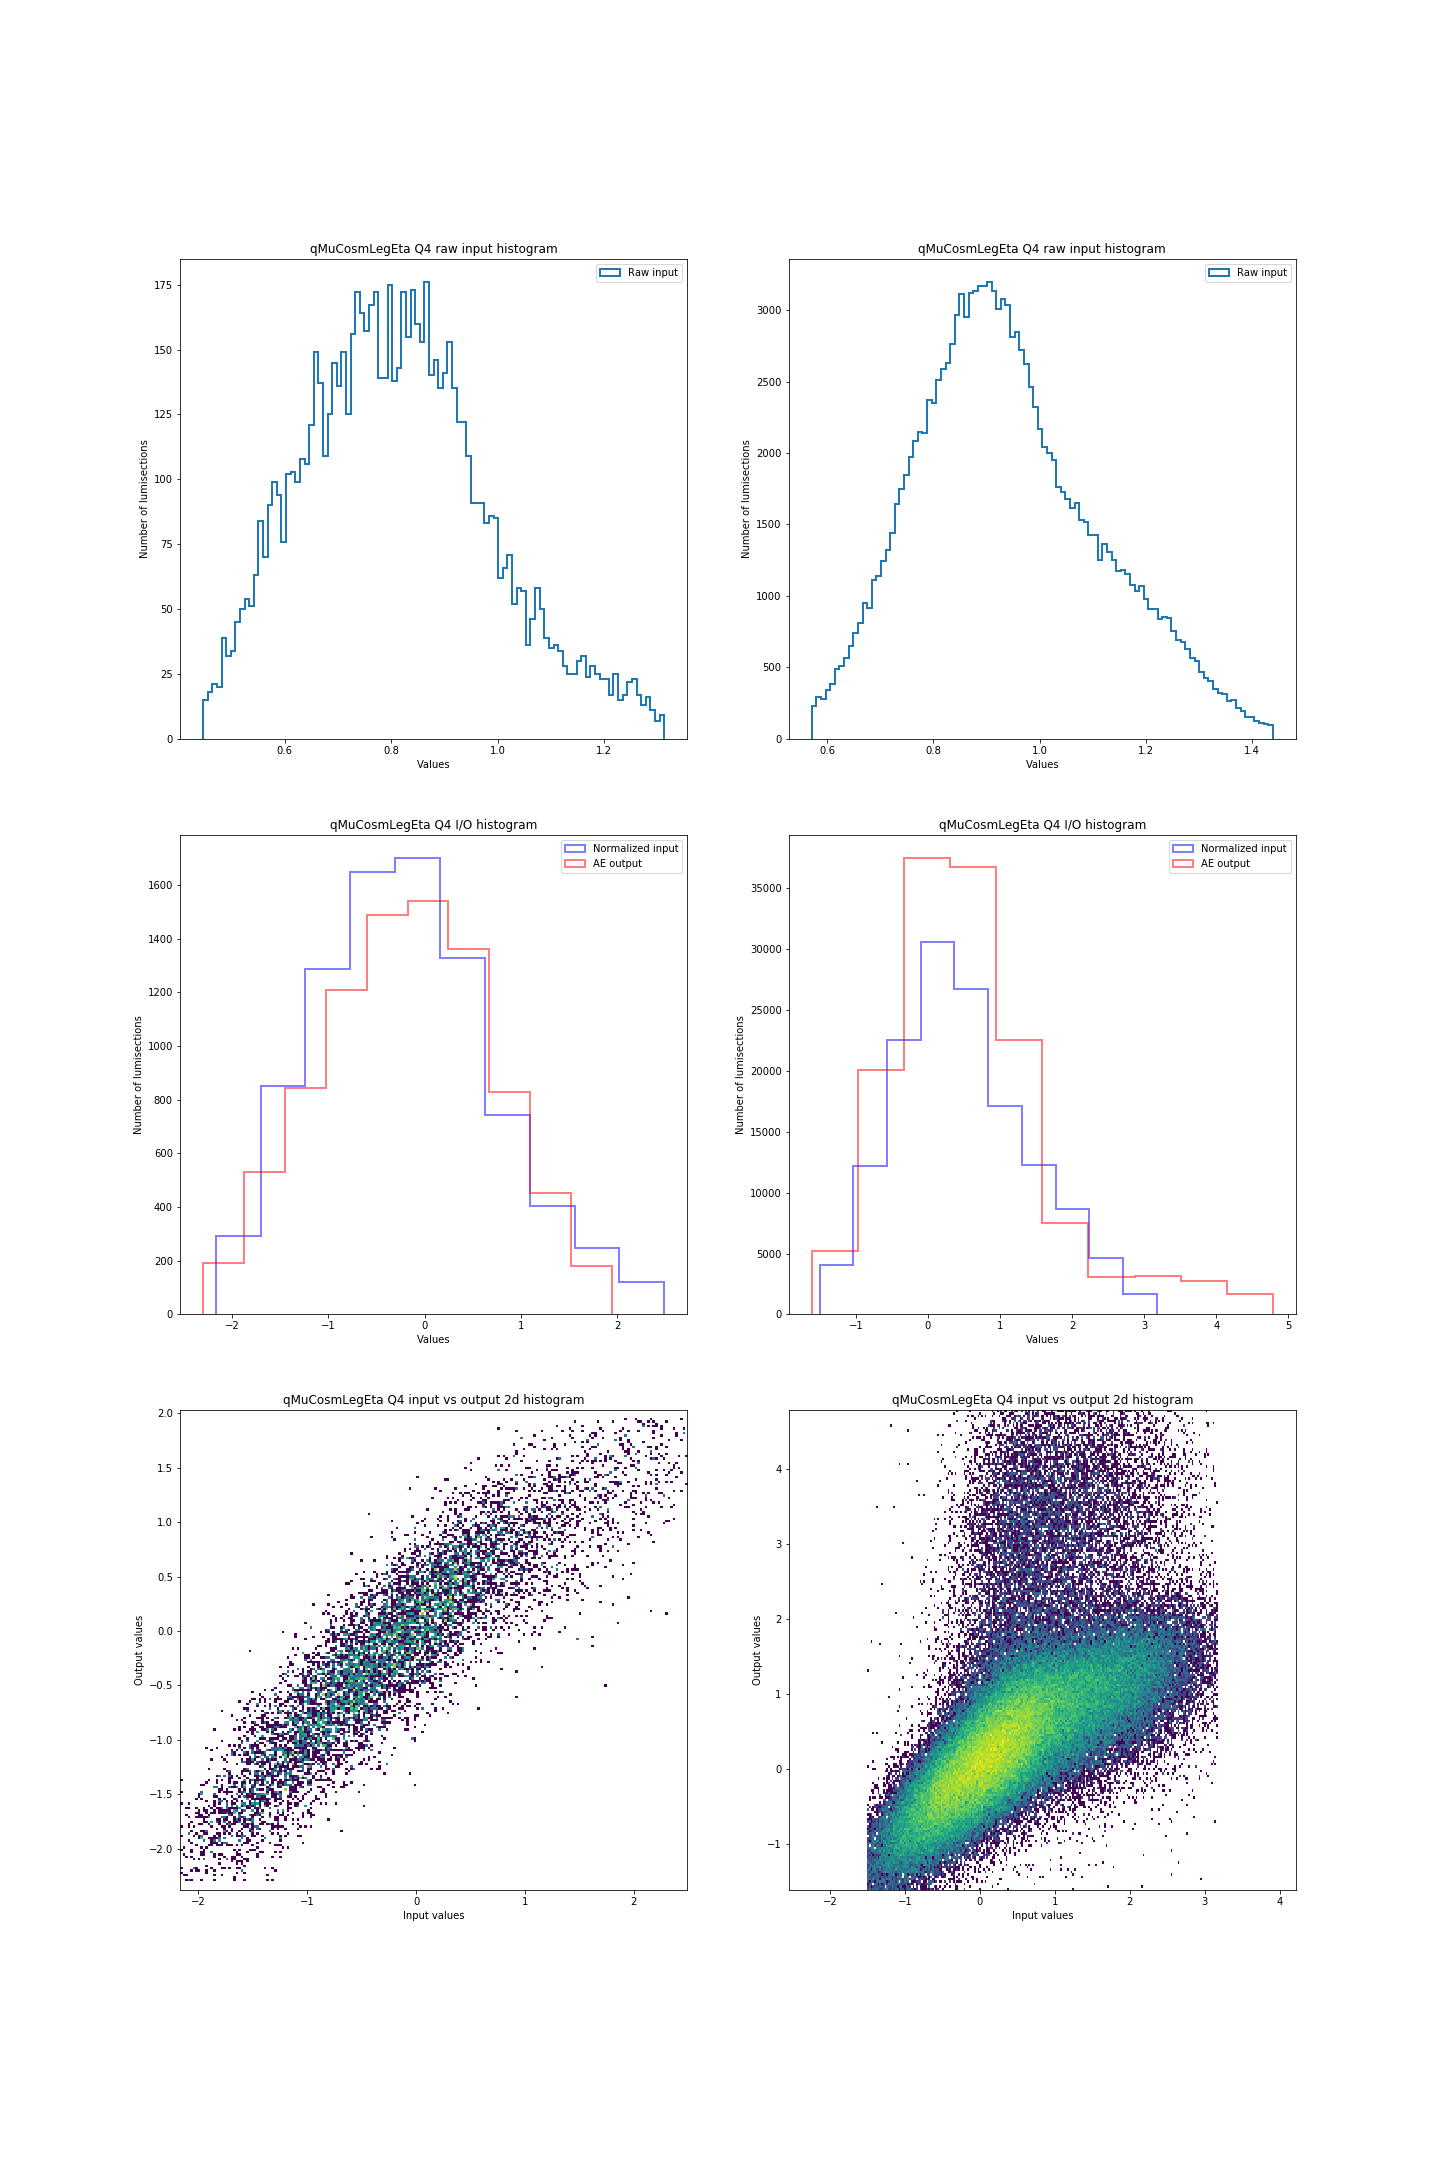 qMuCosmLegEta Q4 raw input histogram
Raw input
175
150
125
100
75
50
25
0
Number of lumisections
0.6 0.8 1.0 1.2
Values
qMuCosmLegEta Q4 raw input histogram
Raw input
3000
2500
2000
1500
1000
500
0
Number of lumisections
0.6 0.8 1.0 1.2 1.4
Values
qMuCosmLegEta Q4 I/O histogram
Normalized input
AE output
1600
1400
1200
1000
800
600
400
200
0
Number of lumisections
−2 −1 0 1 2
Values
qMuCosmLegEta Q4 I/O histogram
Normalized input
AE output
35000
30000
25000
20000
15000
10000
5000
0
Number of lumisections
−1 0 1 2 3 4 5
Values
qMuCosmLegEta Q4 input vs output 2d histogram
2.0
1.5
1.0
0.5
0.0
−0.5
−1.0
−1.5
−2.0
Output values
−2 −1 0 1 2
Input values
qMuCosmLegEta Q4 input vs output 2d histogram
4
3
2
1
0
−1
Output values
−2 −1 0 1 2 3 4
Input values